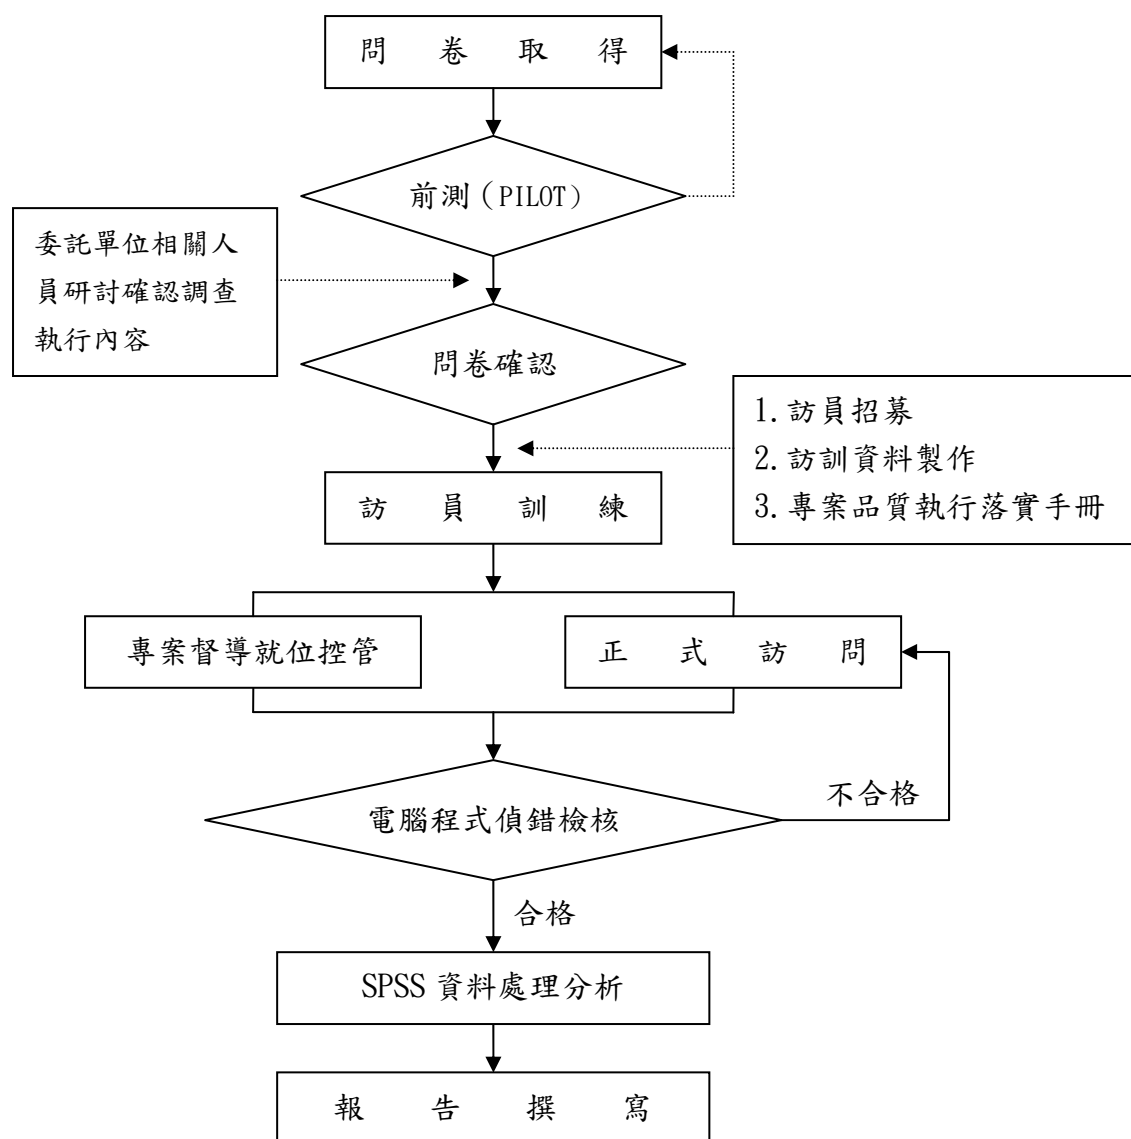 問卷取得
前測（PILOT）
委託單位相關人
員研討確認調查
執行內容
問卷確認
1.訪員招募
2.訪訓資料製作
3.專案品質執行落實手冊
訪員訓練
專案督導就位控管
正式訪問
不合格
電腦程式偵錯檢核
合格
SPSS 資料處理分析
報告撰寫